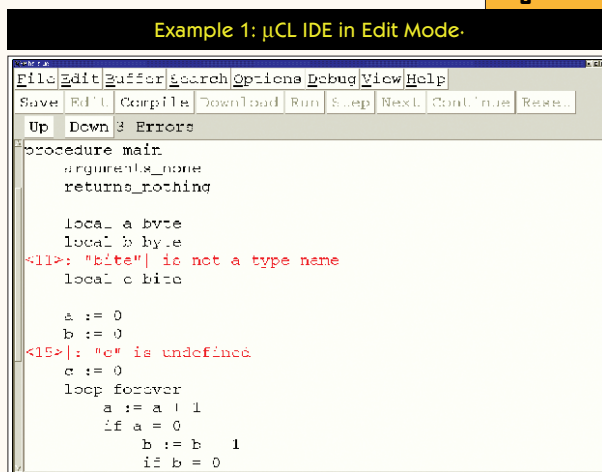 Example 1: µCL IDE in Edit Mode.
File Edit Buffer Search Options Debug View Help
Save Edit Compile Download Run Step Next Continue Rese..
Up Down 3 Errors
procedure main
arguments_none
returns_nothing
local a byte
local b byte
<11>: "bite"| is not a type name
local c bite
a := 0
b := 0
<15>|: "c" is undefined
c := 0
loop forever
a := a + 1
if a = 0
b := b 1
if b = 0